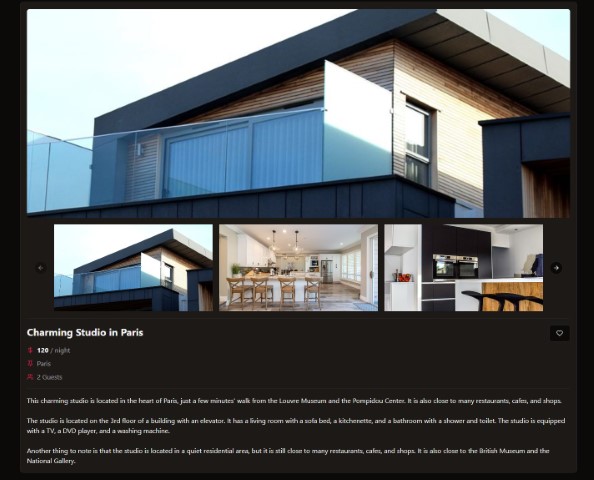 Charming Studio in Paris
$ 120 / night
Paris
2 Guests
This charming studio is located in the heart of Paris, just a few minutes' walk from the Louvre Museum and the Pompidou Center. It is also close to many restaurants, cafes, and shops.
The studio is located on the 3rd floor of a building with an elevator. It has a living room with a sofa bed, a kitchenette, and a bathroom with a shower and toilet. The studio is equipped
with a TV, a DVD player, and a washing machine.
Another thing to note is that the studio is located in a quiet residential area, but it is still close to many restaurants, cafes, and shops. It is also close to the British Museum and the
National Gallery.